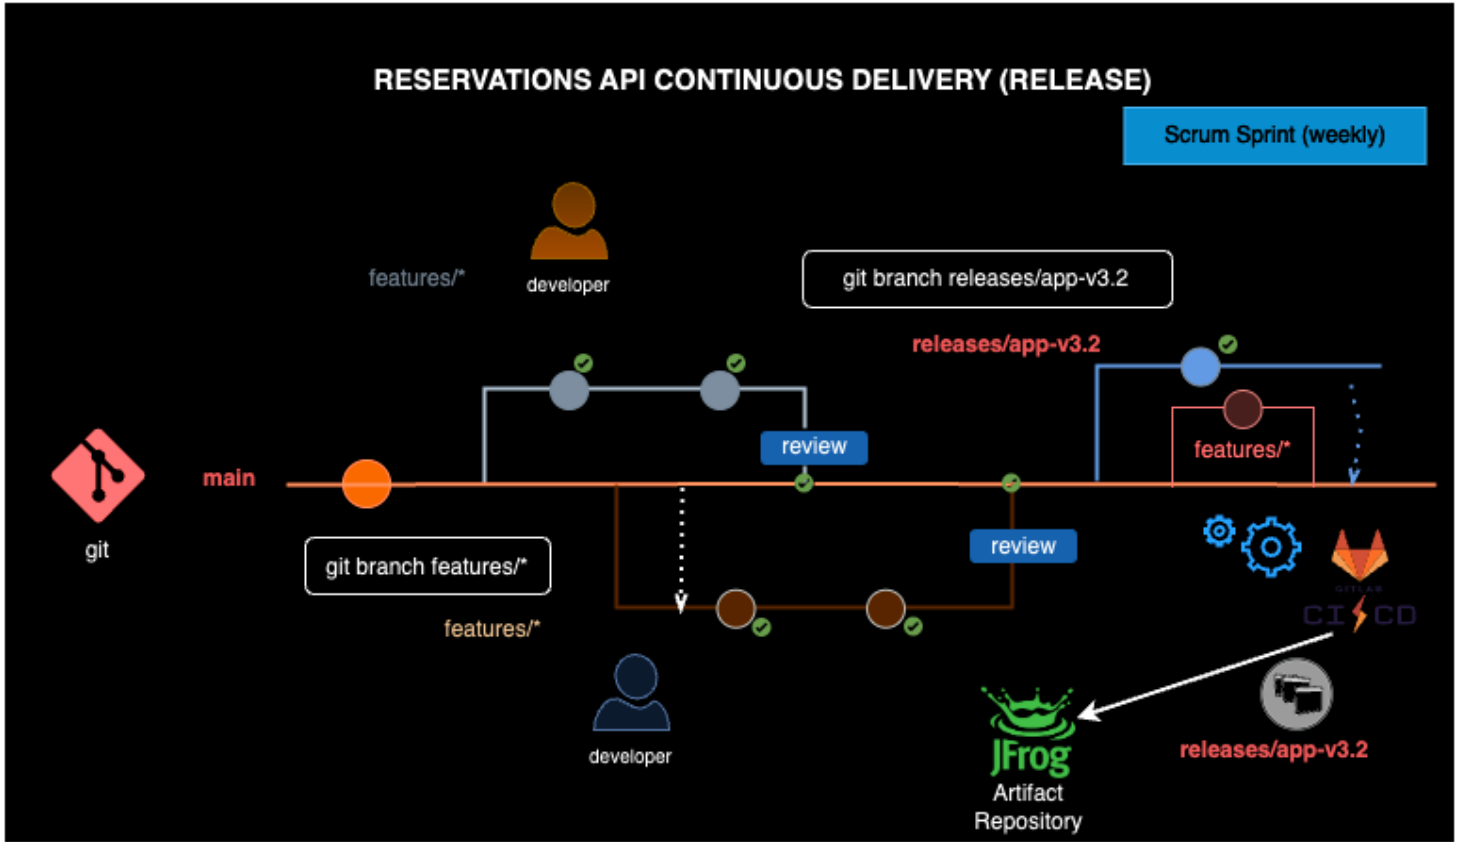 RESERVATIONS API CONTINUOUS DELIVERY (RELEASE)
Scrum Sprint (weekly)
features/*
developer
git branch releases/app-v3.2
releases/app-v3.2
review
features/*
main
git
git branch features/*
review
features/*
GITLAB
CI CD
developer
JFrog
releases/app-v3.2
Artifact
Repository